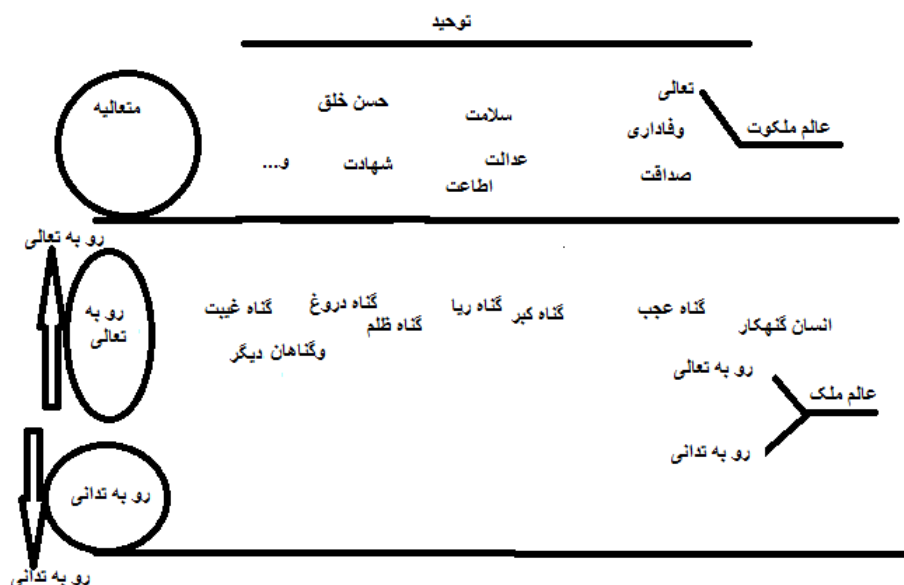 توحید
تعالی
عالم ملکوت
وفاداری
صداقت
سلامت
عدالت
اطاعت
حسن خلق
شهادت
و...
متعالیه
رو به تعالی
انسان گنهکار
گناه عجب
گناه کبر
گناه ریا
گناه دروغ
گناه ظلم
گناه غیبت
وگناهان دیگر
رو به
تعالی
رو به تعالی
عالم ملک
رو به تدانی
رو به تدانی
رو به تدانی